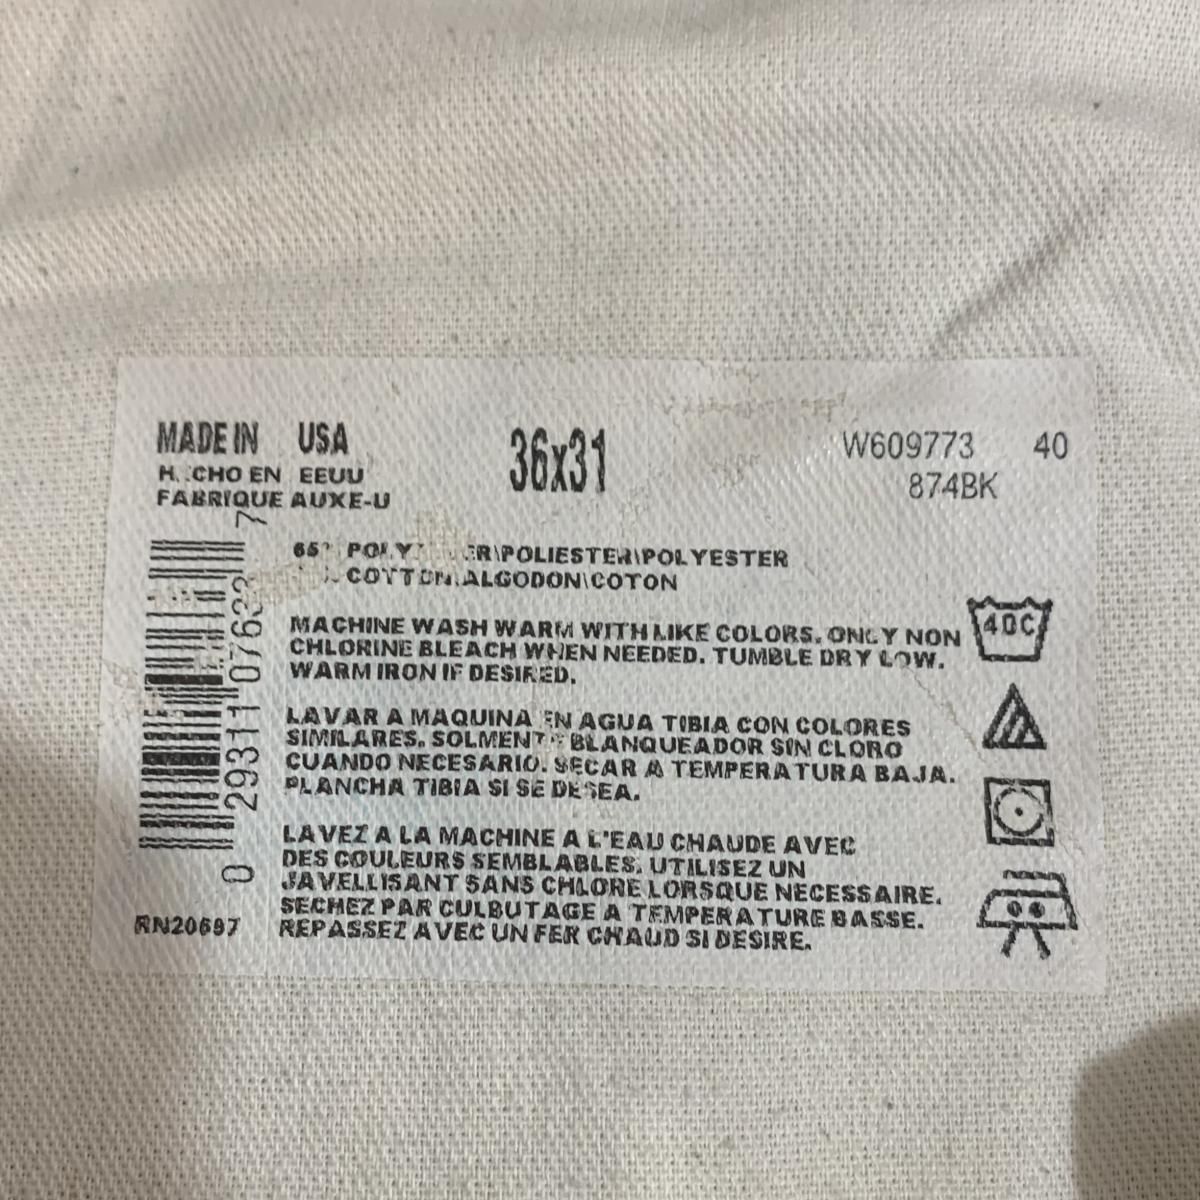 MADE IN USA
36x31
W609773 40
EN EEUU
874BK
FABRIQUE AUXE-U
POLIESTER\POLYESTER
COTTON\ALGODON\COTON
MACHINE WASH WARM WITH LIKE COLORS. ONLY NON
CHLORINE BLEACH WHEN NEEDED. TUMBLE DRY LOW.
WARM IRON IF DESIRED.
40C
LAVAR A MAQUINA EN AGUA TIBIA CON COLORES
SIMILARES. BLANQUEADOR SIN CLORO
CUANDO NECESARIO. SECAR A TEMPERATURA BAJA.
PLANCHA TIBIA SI SE DESEA.
LAVEZ A LA MACHINE A L'EAU CHAUDE AVEC
DES COULEURS SEMBLABLES. UTILISEZ UN
JAVELLISANT SANS CHLORE LORSQUE NECESSAIRE.
SECHEZ PAR CULBUTAGE A TEMPERATURE BASSE.
REPASSEZ AVEC UN FER CHAUD SI DESIRE.
0 29311 07633 7
RN20697